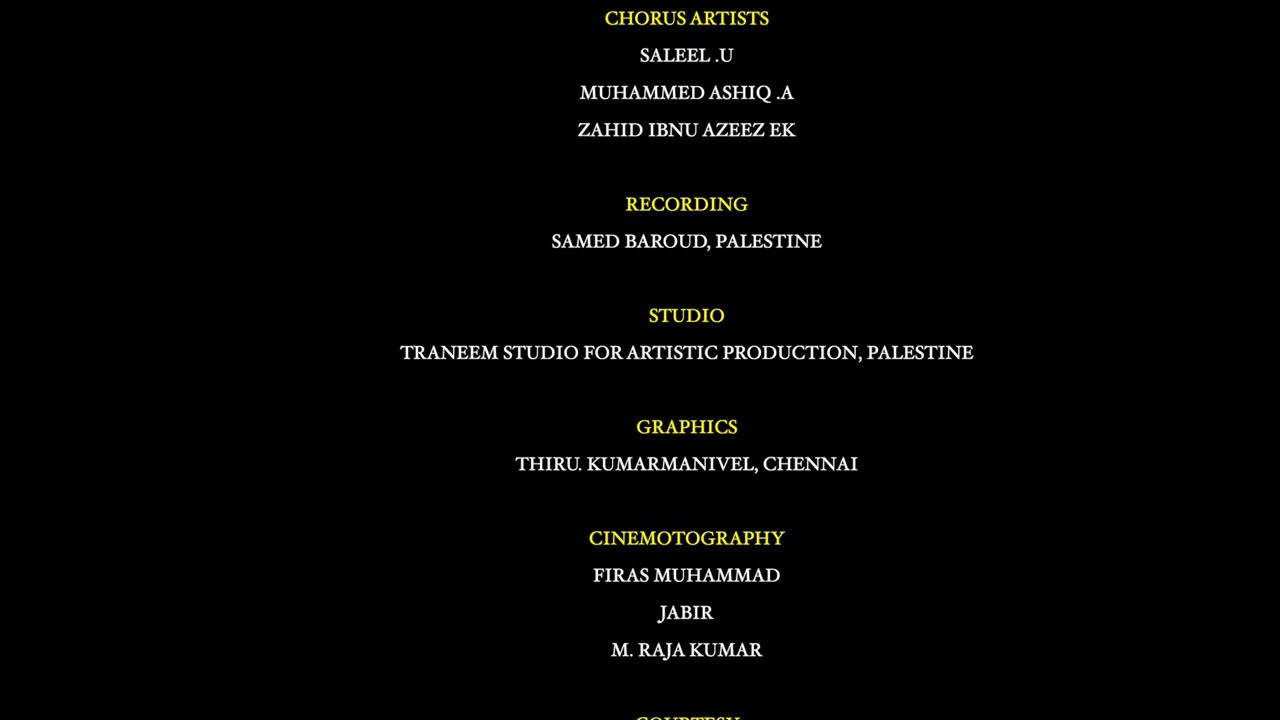 CHORUS ARTISTS
SALEEL .U
MUHAMMED ASHIQ .A
ZAHID IBNU AZEEZ EK
RECORDING
SAMED BAROUD, PALESTINE
STUDIO
TRANEEM STUDIO FOR ARTISTIC PRODUCTION, PALESTINE
GRAPHICS
THIRU. KUMARMANIVEL, CHENNAI
CINEMOTOGRAPHY
FIRAS MUHAMMAD
JABIR
M. RAJA KUMAR
COURTESY